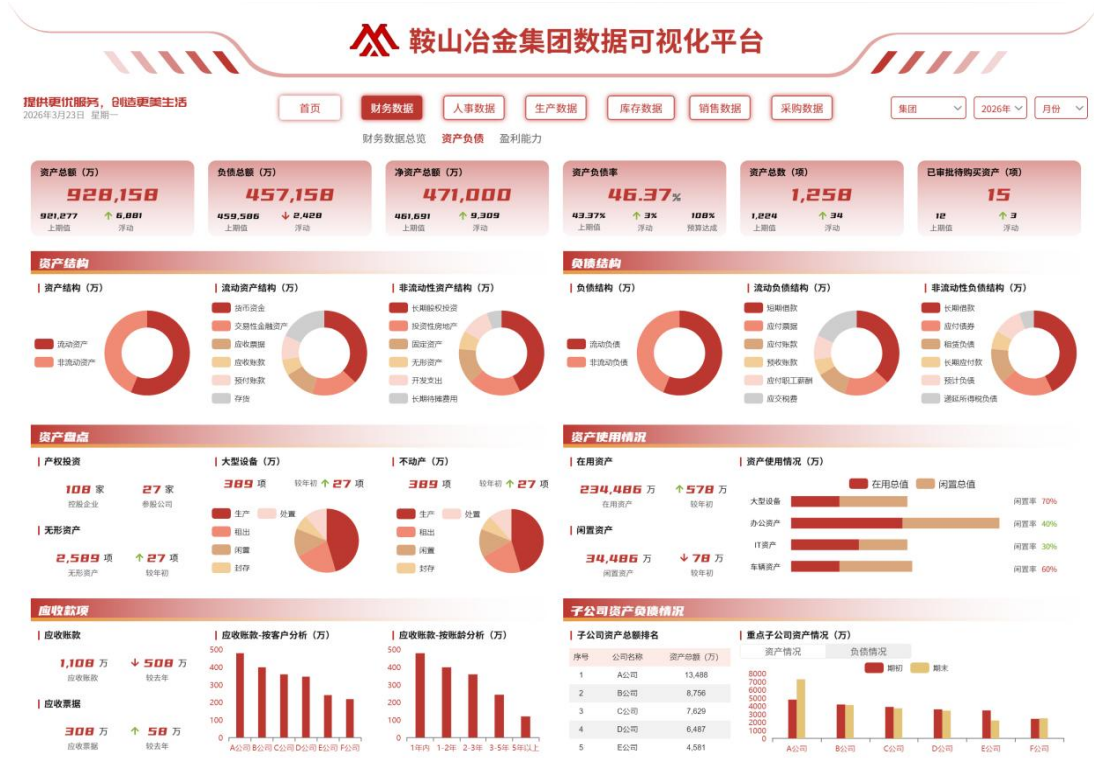 鞍山冶金集团数据可视化平台
提供更优服务，创造更美生活
2026年3月23日 星期一
首页 财务数据 人事数据 生产数据 库存数据 销售数据 采购数据
集团 2026年 月份
财务数据总览 资产负债 盈利能力
资产总额（万） 负债总额（万） 净资产总额（万） 资产负债率 资产总数（项） 已审批待购买资产（项）
928,158 457,158 471,000 46.37% 1,258 15
921,277 ↑ 6,881 459,586 ↓ 2,428 461,691 ↑ 9,309 43.37% ↑ 3% 108% 1,224 ↑ 34 12 ↑ 3
上期值 浮动 上期值 浮动 上期值 浮动 上期值 浮动 预算达成 上期值 浮动 上期值 浮动
资产结构
资产结构（万）
流动资产
非流动资产
流动资产结构（万）
货币资金
交易性金融资产
应收票据
应收账款
预付账款
存货
非流动性资产结构（万）
长期股权投资
投资性房地产
固定资产
无形资产
开发支出
长期待摊费用
负债结构
负债结构（万）
流动负债
非流动负债
流动负债结构（万）
短期借款
应付票据
应付账款
预收账款
应付职工薪酬
应交税费
非流动性负债结构（万）
长期借款
应付债券
租赁负债
长期应付款
预计负债
递延所得税负债
资产盘点
产权投资
108 家 27 家
控股企业 参股公司
无形资产
2,589 项 ↑ 27 项
无形资产 较年初
大型设备（万）
389 项 较年初 ↑ 27 项
生产 处置
租出
闲置
封存
不动产（万）
389 项 较年初 ↑ 27 项
生产 处置
租出
闲置
封存
资产使用情况
在用资产
234,486 万 ↑ 578 万
在用资产 较年初
闲置资产
34,486 万 ↓ 78 万
闲置资产 较年初
资产使用情况（万）
在用总值 闲置总值
大型设备 闲置率 70%
办公资产 闲置率 40%
IT资产 闲置率 30%
车辆资产 闲置率 60%
应收款项
应收账款
1,108 万 ↓ 508 万
应收账款 较去年
应收票据
308 万 ↑ 58 万
应收票据 较去年
应收账款-按客户分析（万）
500
400
300
200
100
0
A公司 B公司 C公司 D公司 E公司 F公司
应收账款-按账龄分析（万）
500
400
300
200
100
0
1年内 1-2年 2-3年 3-5年 5年以上
子公司资产负债情况
子公司资产总额排名
序号 公司名称 资产总额（万）
1 A公司 13,486
2 B公司 8,756
3 C公司 7,629
4 D公司 6,487
5 E公司 4,581
重点子公司资产情况（万）
资产情况 负债情况
期初 期末
8000
7000
6000
5000
4000
3000
2000
1000
0
A公司 B公司 C公司 D公司 E公司 F公司